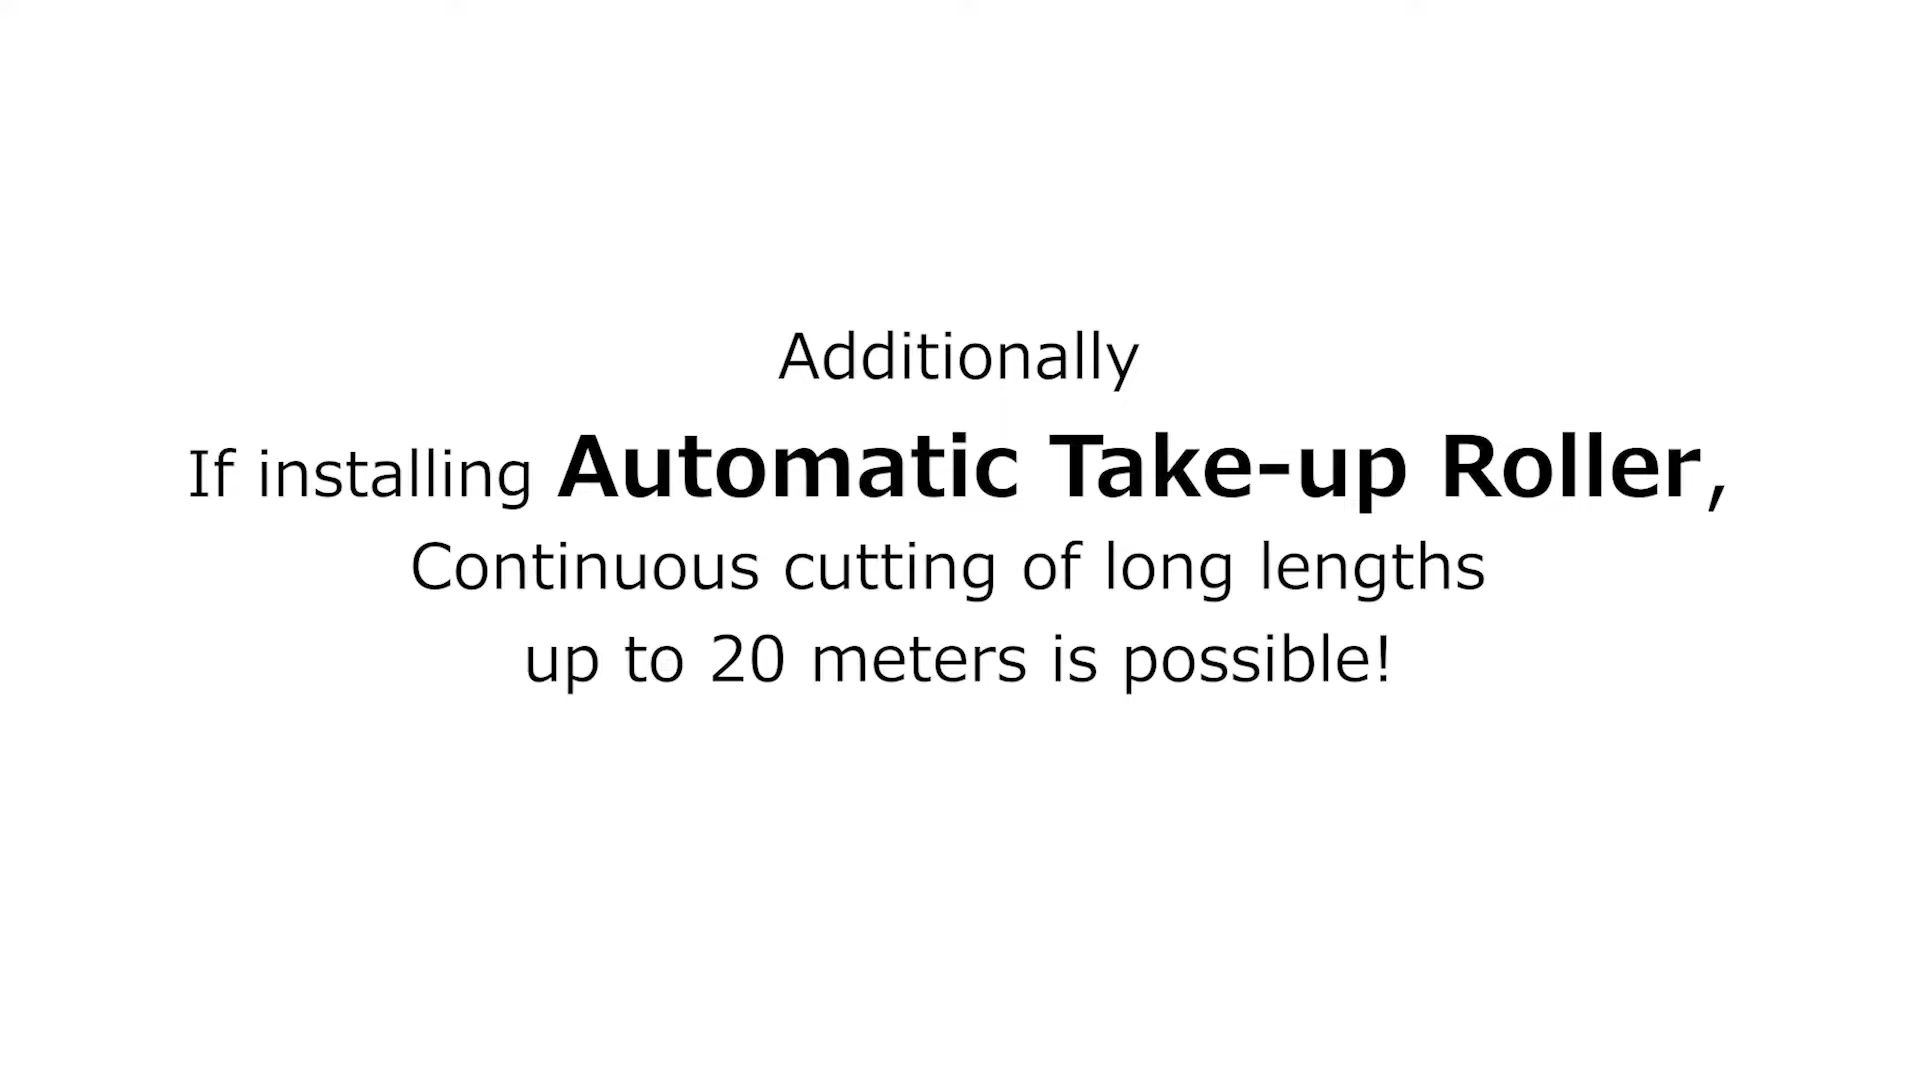 Additionally
If installing Automatic Take-up Roller,
Continuous cutting of long lengths
up to 20 meters is possible!